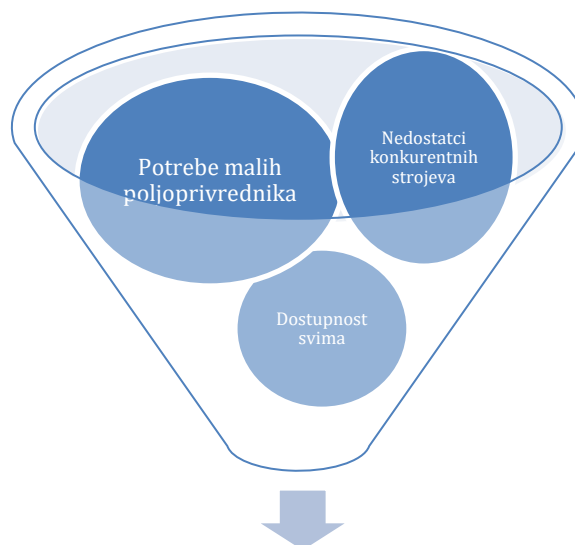 Potrebe malih
poljoprivrednika
Nedostatci
konkurentnih
strojeva
Dostupnost
svima